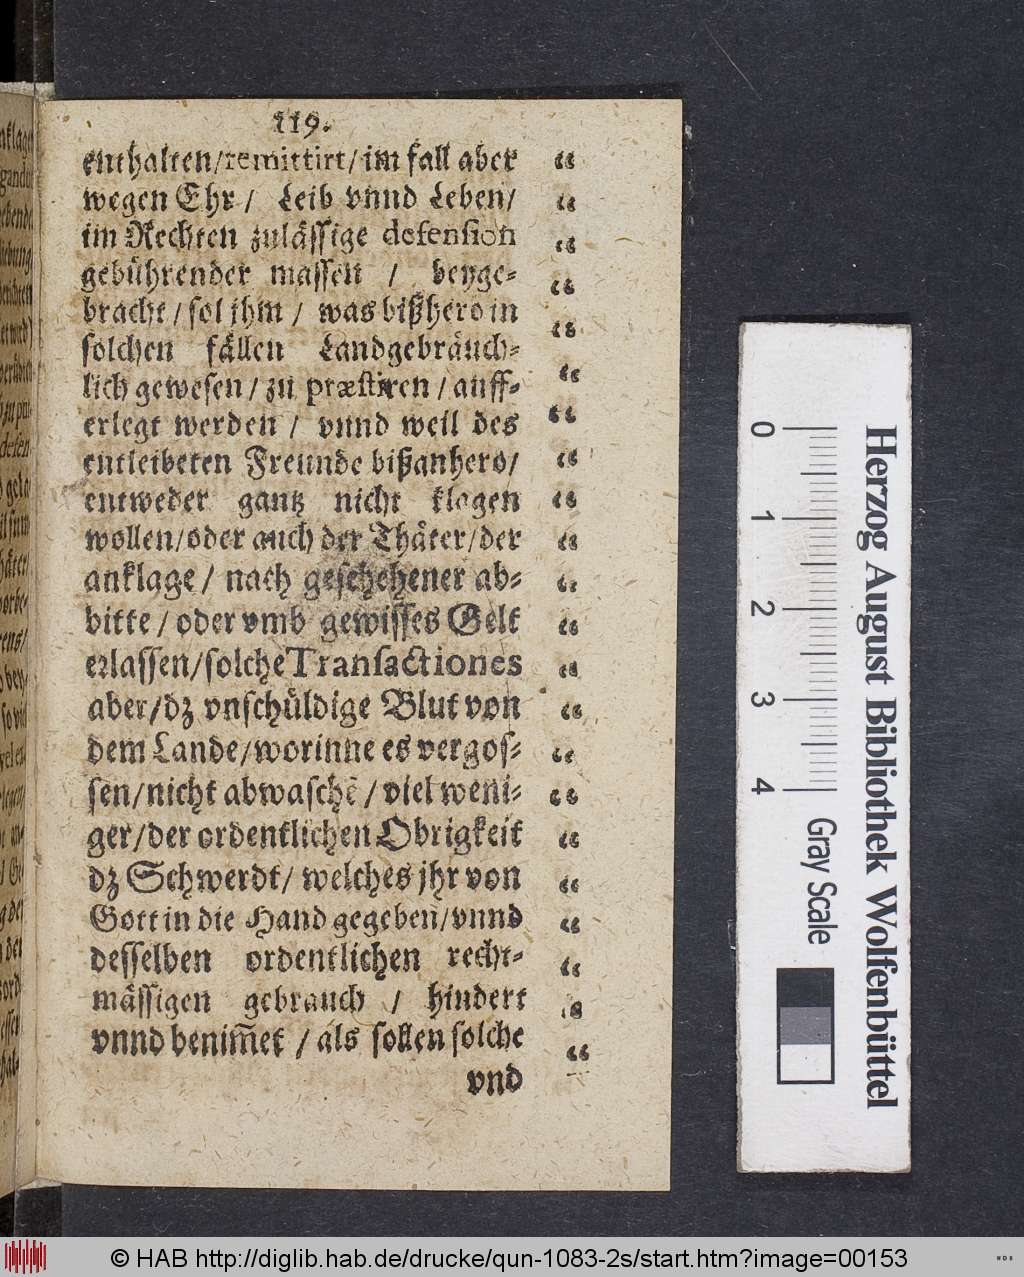 119.
enthalten/remittirt/im fall aber “
wegen Ehr / Leib vnnd Leben/ “
im Rechten zulässige defension “
gebührender massen / beyge- “
bracht / sol jhm / was bißhero in “
solchen fällen Landgebräuch- “
lich gewesen / zu præstiren / auff- “
erlegt werden / vnnd weil des “
entleibeten Freunde bißanhero/ “
entweder gantz nicht klagen “
wollen/oder auch der Thäter/der “
anklage / nach geschehener ab- “
bitte / oder vmb gewisses Gelt “
erlassen/solche Transactiones “
aber/dz vnschüldige Blut von “
dem Lande/worinne es vergos- “
sen/nicht abwaschē / viel weni- “
ger/der ordentlichen Obrigkeit “
dz Schwerdt/ welches jhr von “
Gott in die Hand gegeben/vnnd “
desselben ordentlichen recht- “
mässigen gebrauch / hindert “
vnnd benim̅et / als sollen solche “
vnd
0 1 2 3 4
Gray Scale
Herzog August Bibliothek Wolfenbüttel
© HAB http://diglib.hab.de/drucke/qun-1083-2s/start.htm?image=00153